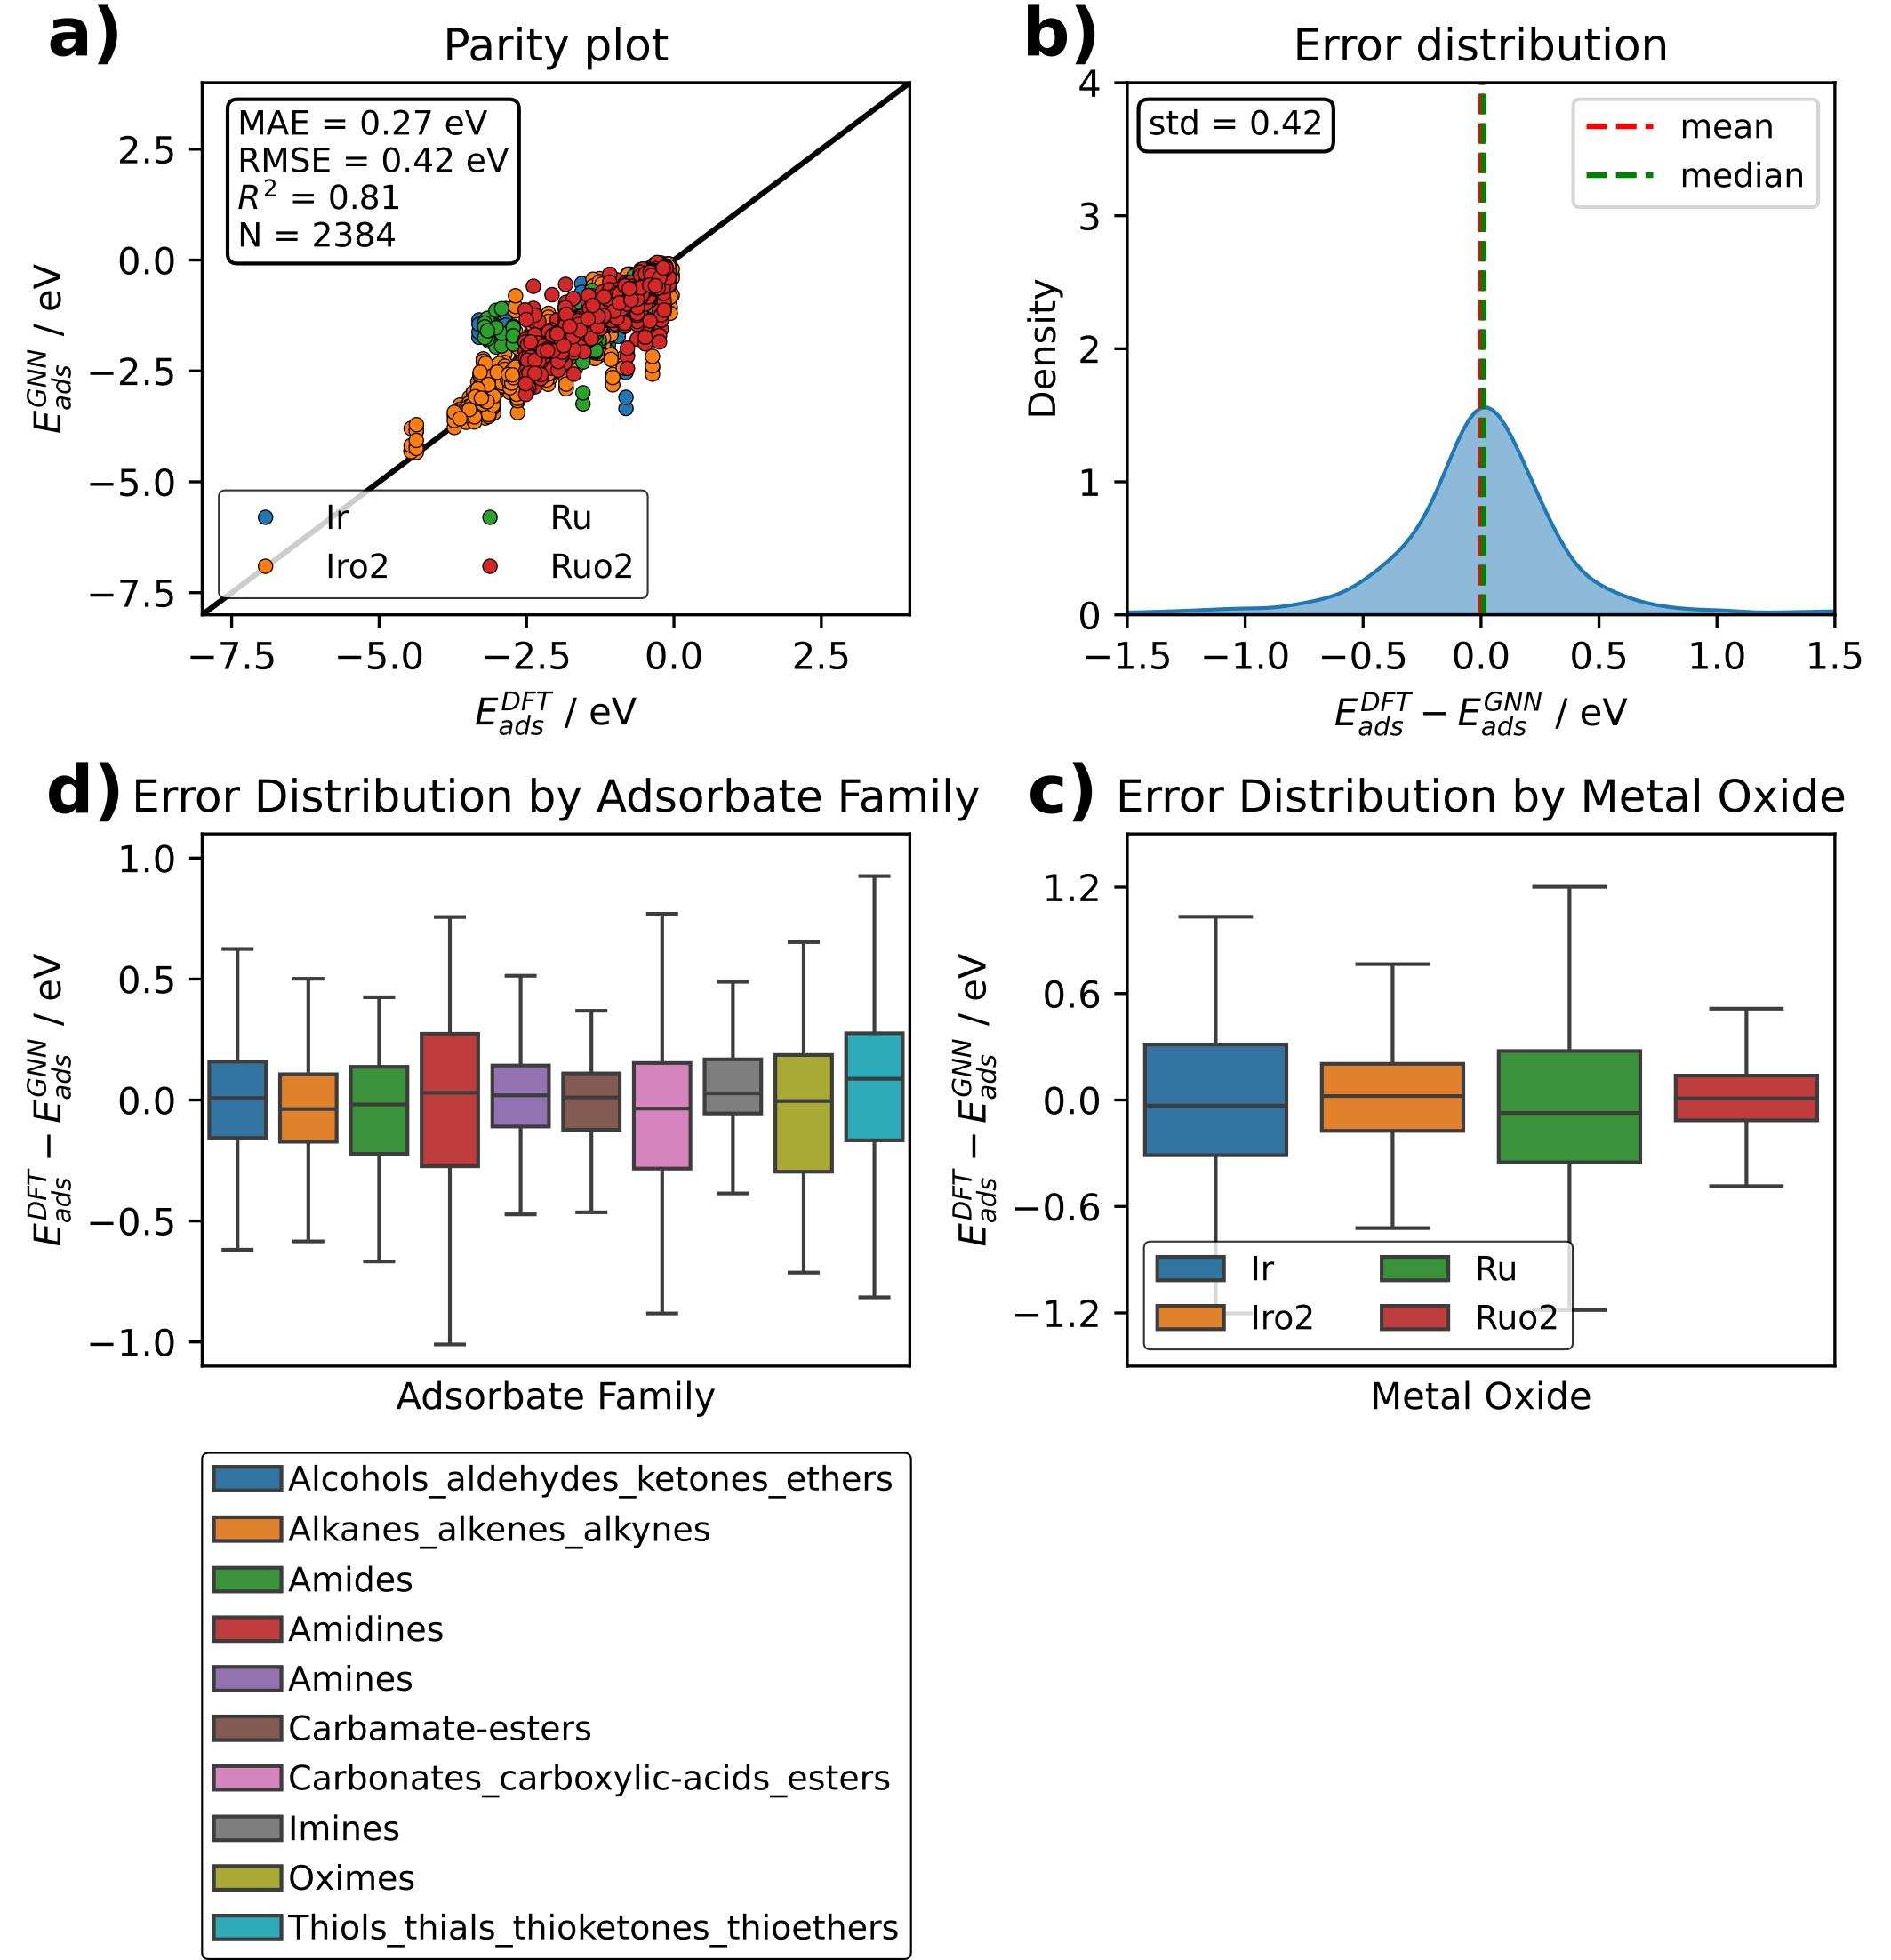 a)
Parity plot
MAE = 0.27 eV
RMSE = 0.42 eV
R² = 0.81
N = 2384
2.5
0.0
−2.5
−5.0
−7.5
E_ads^GNN / eV
Ir
Iro2
Ru
Ruo2
−7.5 −5.0 −2.5 0.0 2.5
E_ads^DFT / eV
b)
Error distribution
std = 0.42
mean
median
4
3
2
1
0
Density
−1.5 −1.0 −0.5 0.0 0.5 1.0 1.5
E_ads^DFT − E_ads^GNN / eV
d)
Error Distribution by Adsorbate Family
1.0
0.5
0.0
−0.5
−1.0
E_ads^DFT − E_ads^GNN / eV
Adsorbate Family
Alcohols_aldehydes_ketones_ethers
Alkanes_alkenes_alkynes
Amides
Amidines
Amines
Carbamate-esters
Carbonates_carboxylic-acids_esters
Imines
Oximes
Thiols_thials_thioketones_thioethers
c)
Error Distribution by Metal Oxide
1.2
0.6
0.0
−0.6
−1.2
E_ads^DFT − E_ads^GNN / eV
Ir
Iro2
Ru
Ruo2
Metal Oxide